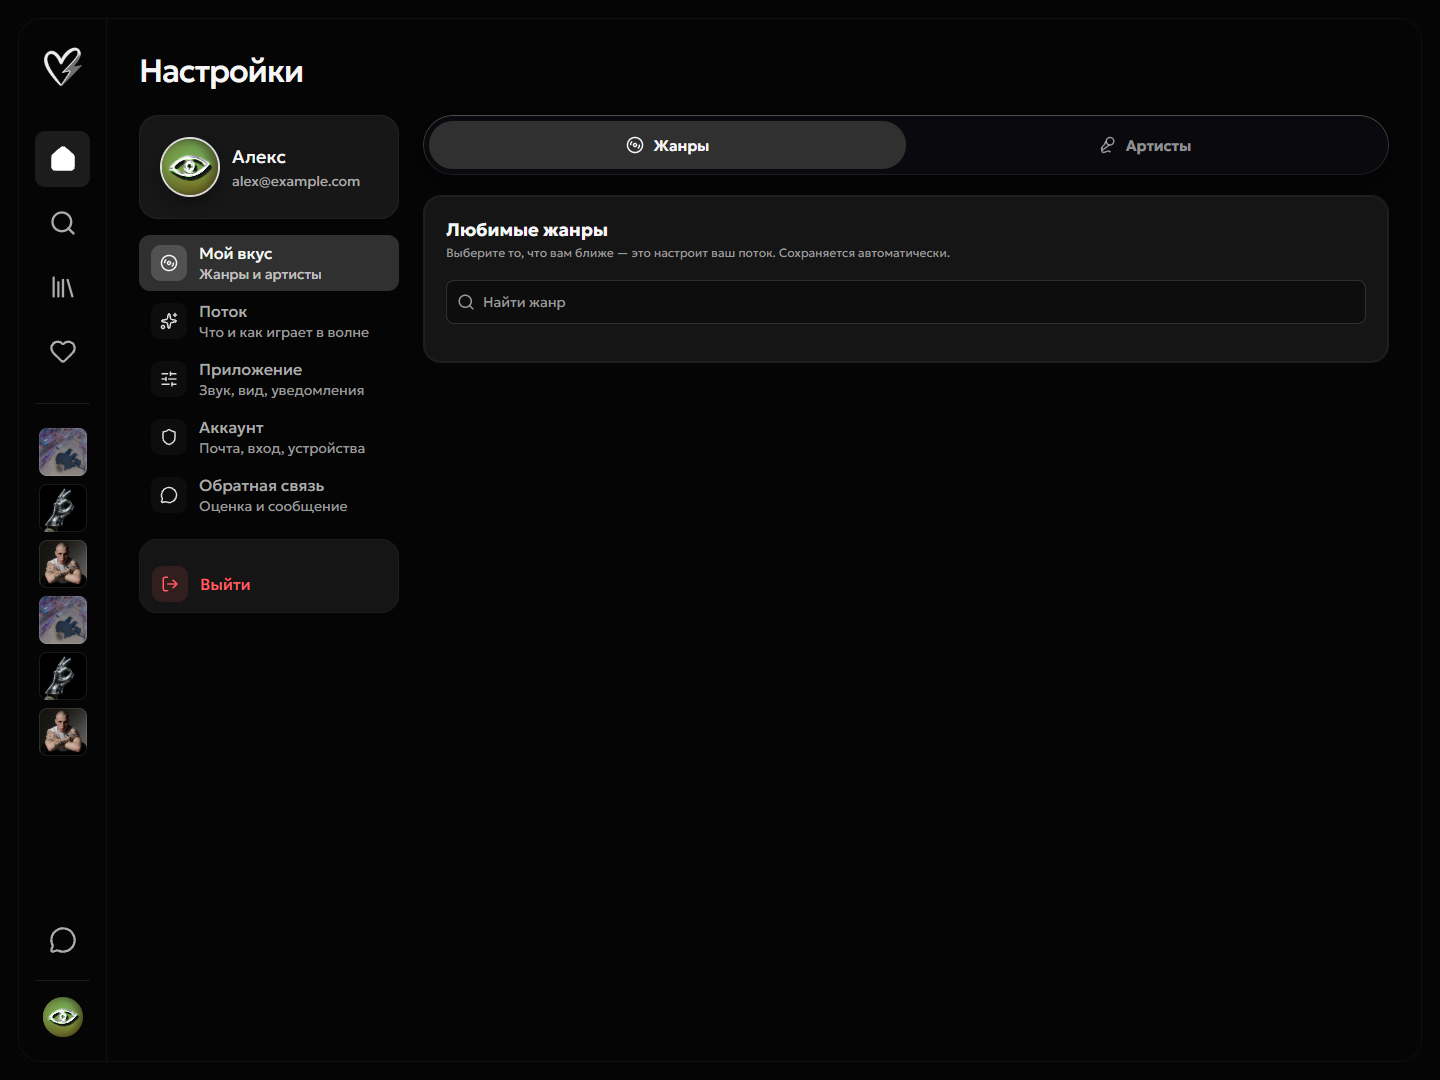 Настройки
Алекс
alex@example.com
Мой вкус
Жанры и артисты
Поток
Что и как играет в волне
Приложение
Звук, вид, уведомления
Аккаунт
Почта, вход, устройства
Обратная связь
Оценка и сообщение
Выйти
Жанры
Артисты
Любимые жанры
Выберите то, что вам ближе — это настроит ваш поток. Сохраняется автоматически.
Найти жанр